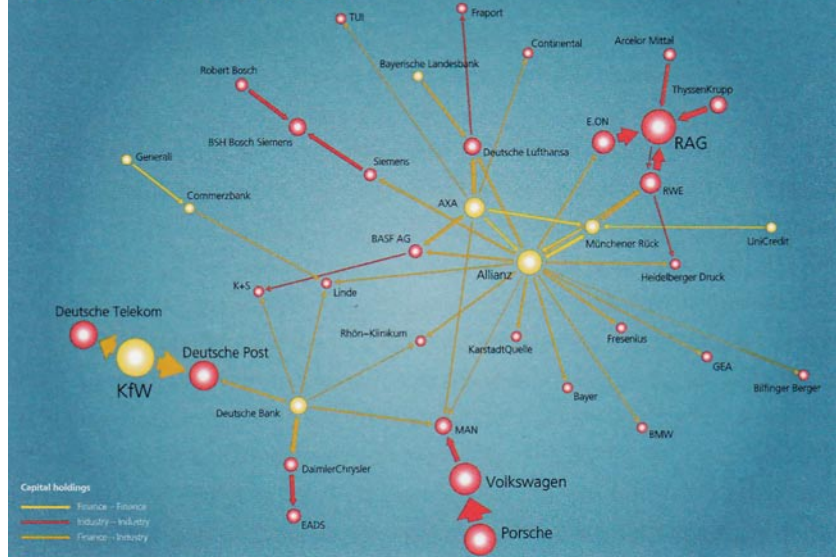 TUI
Fraport
Continental
Arcelor Mittal
Bayerische Landesbank
Robert Bosch
ThyssenKrupp
E.ON
RAG
BSH Bosch Siemens
Deutsche Lufthansa
Generali
Siemens
RWE
Commerzbank
AXA
BASF AG
Münchener Rück
UniCredit
Allianz
Heidelberger Druck
K+S
Linde
Deutsche Telekom
Rhön-Klinikum
KarstadtQuelle
Fresenius
Deutsche Post
GEA
KfW
Bilfinger Berger
Bayer
Deutsche Bank
MAN
BMW
DaimlerChrysler
Volkswagen
Capital holdings
Finance – Finance
Industry – Industry
Finance – Industry
EADS
Porsche